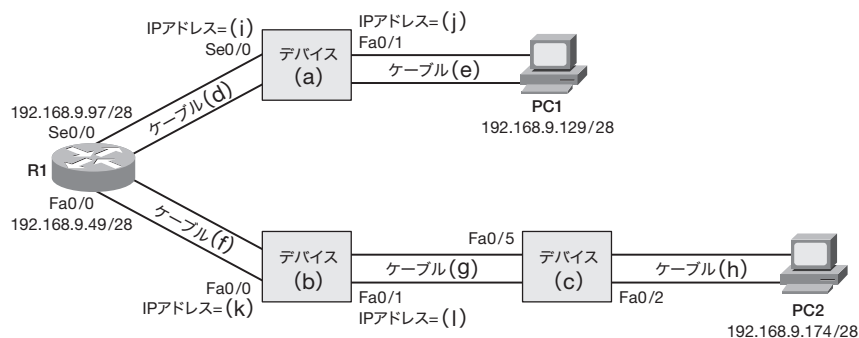 IPアドレス=(i)
Se0/0
デバイス
(a)
IPアドレス=(j)
Fa0/1
ケーブル(e)
PC1
192.168.9.129/28
ケーブル(d)
192.168.9.97/28
Se0/0
R1
Fa0/0
192.168.9.49/28
ケーブル(f)
Fa0/0
IPアドレス=(k)
デバイス
(b)
Fa0/5
ケーブル(g)
Fa0/1
IPアドレス=(l)
デバイス
(c)
ケーブル(h)
Fa0/2
PC2
192.168.9.174/28